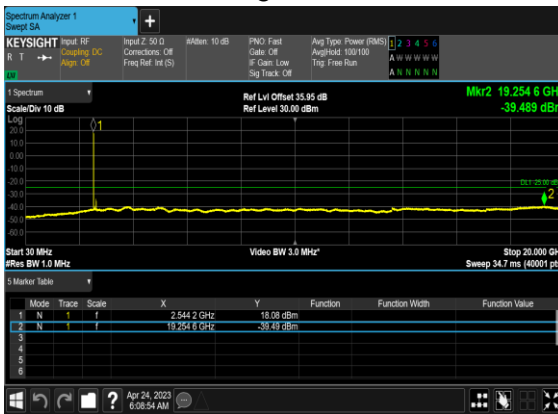 Spectrum Analyzer 1
Swept SA
+
KEYSIGHT Input: RF Input Z: 50 Ω #Atten: 10 dB PNO: Fast Avg Type: Power (RMS) 1 2 3 4 5 6
R T Coupling: DC Corrections: Off Gate: Off Avg|Hold: 100/100 A W W W W W
Align: Off Freq Ref: Int (S) IF Gain: Low Trig: Free Run
Sig Track: Off A N N N N N
LV
1 Spectrum Ref Lvl Offset 35.95 dB Mkr2 19.254 6 GH
Scale/Div 10 dB Ref Level 30.00 dBm -39.489 dBr
Log
20.0
10.0
0.00
-10.0
-20.0
-30.0
-40.0
-50.0
-60.0
1
DL1 -25.00 dB
2
Start 30 MHz Video BW 3.0 MHz* Stop 20.000 GH
#Res BW 1.0 MHz Sweep 34.7 ms (40001 pts
5 Marker Table
Mode Trace Scale X Y Function Function Width Function Value
1 N 1 f 2.544 2 GHz 18.08 dBm
2 N 1 f 19.254 6 GHz -39.49 dBm
3
4
5
6
? Apr 24, 2023
6:08:54 AM